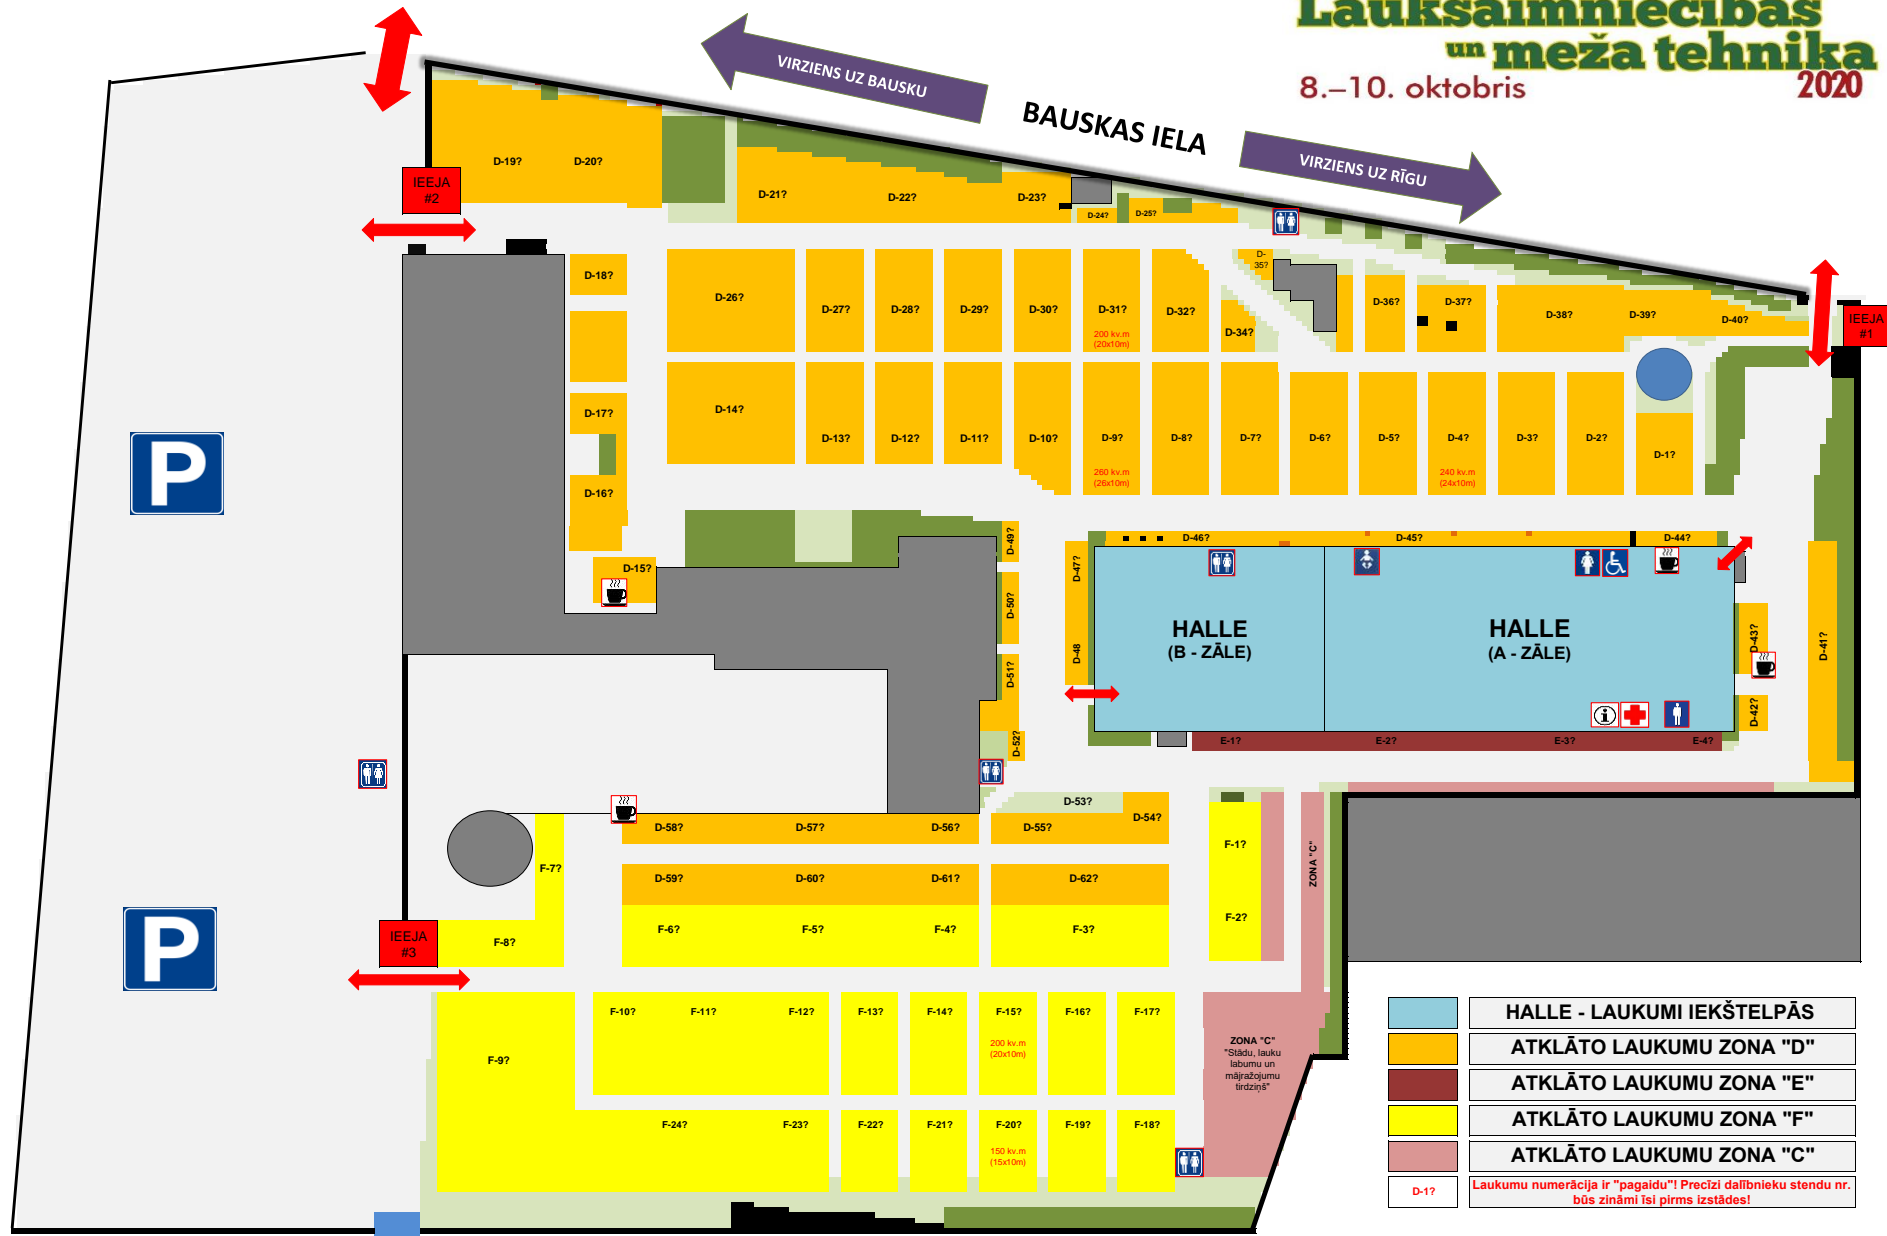 Lauksaimniecības
un meža tehnika
8.–10. oktobris
2020
VIRZIENS UZ BAUSKU
BAUSKAS IELA
VIRZIENS UZ RĪGU
IEEJA
#2
D-19?
D-20?
D-21?
D-22?
D-23?
D-24?
D-25?
D-
35?
D-18?
D-26?
D-27?
D-28?
D-29?
D-30?
D-31?
200 kv.m
(20x10m)
D-32?
D-34?
D-36?
D-37?
D-38?
D-39?
D-40?
IEEJA
#1
D-17?
D-14?
D-13?
D-12?
D-11?
D-10?
D-9?
260 kv.m
(26x10m)
D-8?
D-7?
D-6?
D-5?
D-4?
240 kv.m
(24x10m)
D-3?
D-2?
D-1?
P
D-16?
D-15?
D-49?
D-50?
D-51?
D-52?
D-47?
D-48
D-46?
D-45?
D-44?
HALLE
(B - ZĀLE)
HALLE
(A - ZĀLE)
D-43?
D-42?
D-41?
E-1?
E-2?
E-3?
E-4?
D-53?
D-54?
D-58?
D-57?
D-56?
D-55?
D-59?
D-60?
D-61?
D-62?
F-1?
F-2?
ZONA "C"
F-7?
F-8?
F-6?
F-5?
F-4?
F-3?
P
IEEJA
#3
F-9?
F-10?
F-11?
F-12?
F-13?
F-14?
F-15?
200 kv.m
(20x10m)
F-16?
F-17?
ZONA "C"
"Stādu, lauku
labumu un
mājražojumu
tirdziņš"
F-24?
F-23?
F-22?
F-21?
F-20?
150 kv.m
(15x10m)
F-19?
F-18?
HALLE - LAUKUMI IEKŠTELPĀS
ATKLĀTO LAUKUMU ZONA "D"
ATKLĀTO LAUKUMU ZONA "E"
ATKLĀTO LAUKUMU ZONA "F"
ATKLĀTO LAUKUMU ZONA "C"
D-1?
Laukumu numerācija ir "pagaidu"! Precīzi dalībnieku stendu nr.
būs zināmi īsi pirms izstādes!